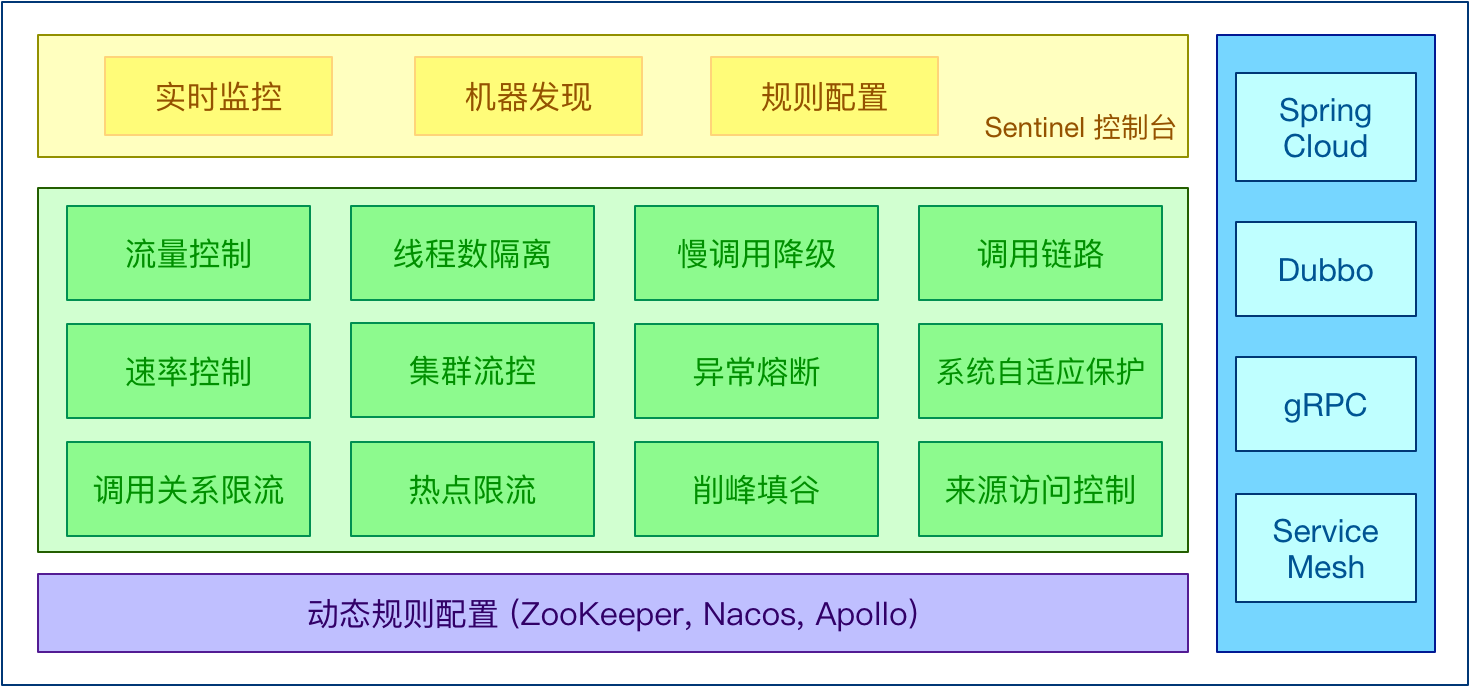 实时监控
机器发现
规则配置
Sentinel 控制台
流量控制
线程数隔离
慢调用降级
调用链路
速率控制
集群流控
异常熔断
系统自适应保护
调用关系限流
热点限流
削峰填谷
来源访问控制
动态规则配置 (ZooKeeper, Nacos, Apollo)
Spring
Cloud
Dubbo
gRPC
Service
Mesh